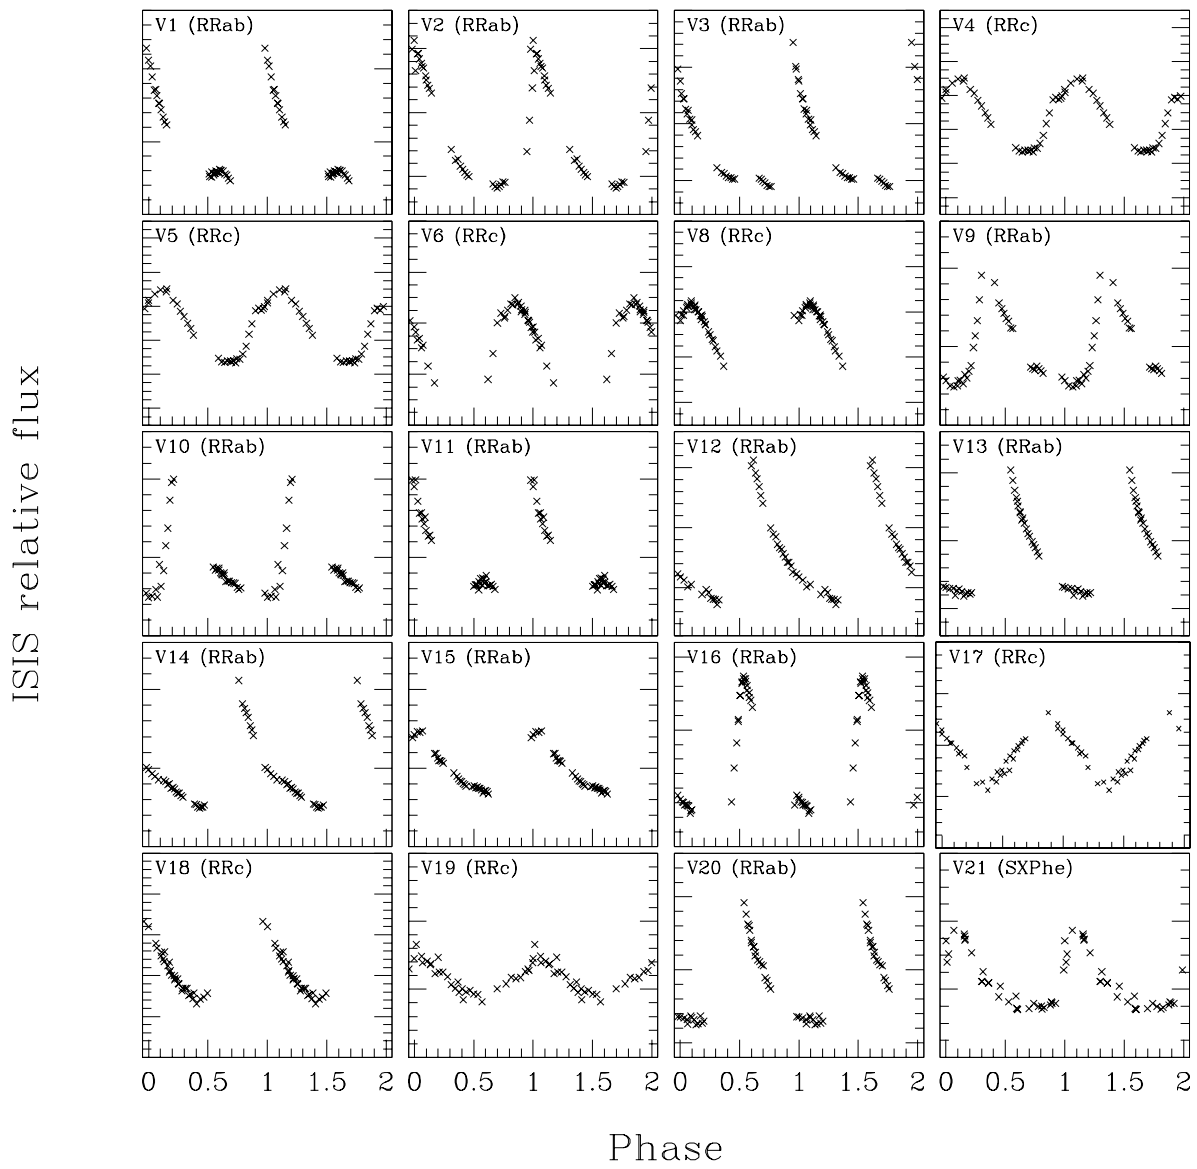 V1 (RRab)
V2 (RRab)
V3 (RRab)
V4 (RRc)
V5 (RRc)
V6 (RRc)
V8 (RRc)
V9 (RRab)
V10 (RRab)
V11 (RRab)
V12 (RRab)
V13 (RRab)
V14 (RRab)
V15 (RRab)
V16 (RRab)
V17 (RRc)
V18 (RRc)
V19 (RRc)
V20 (RRab)
V21 (SXPhe)
ISIS relative flux
0 0.5 1 1.5 2
0 0.5 1 1.5 2
0 0.5 1 1.5 2
0 0.5 1 1.5 2
Phase